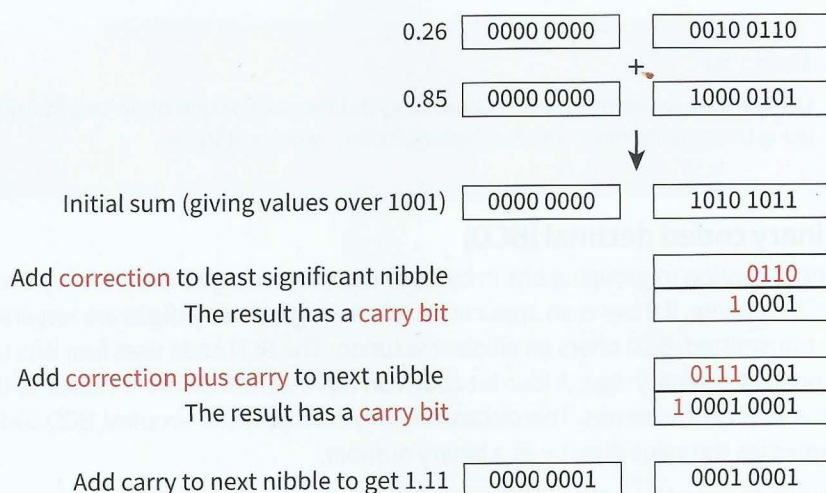 0.26 0000 0000 0010 0110
+
0.85 0000 0000 1000 0101
Initial sum (giving values over 1001) 0000 0000 1010 1011
Add correction to least significant nibble 0110
The result has a carry bit 1 0001
Add correction plus carry to next nibble 0111 0001
The result has a carry bit 1 0001 0001
Add carry to next nibble to get 1.11 0000 0001 0001 0001